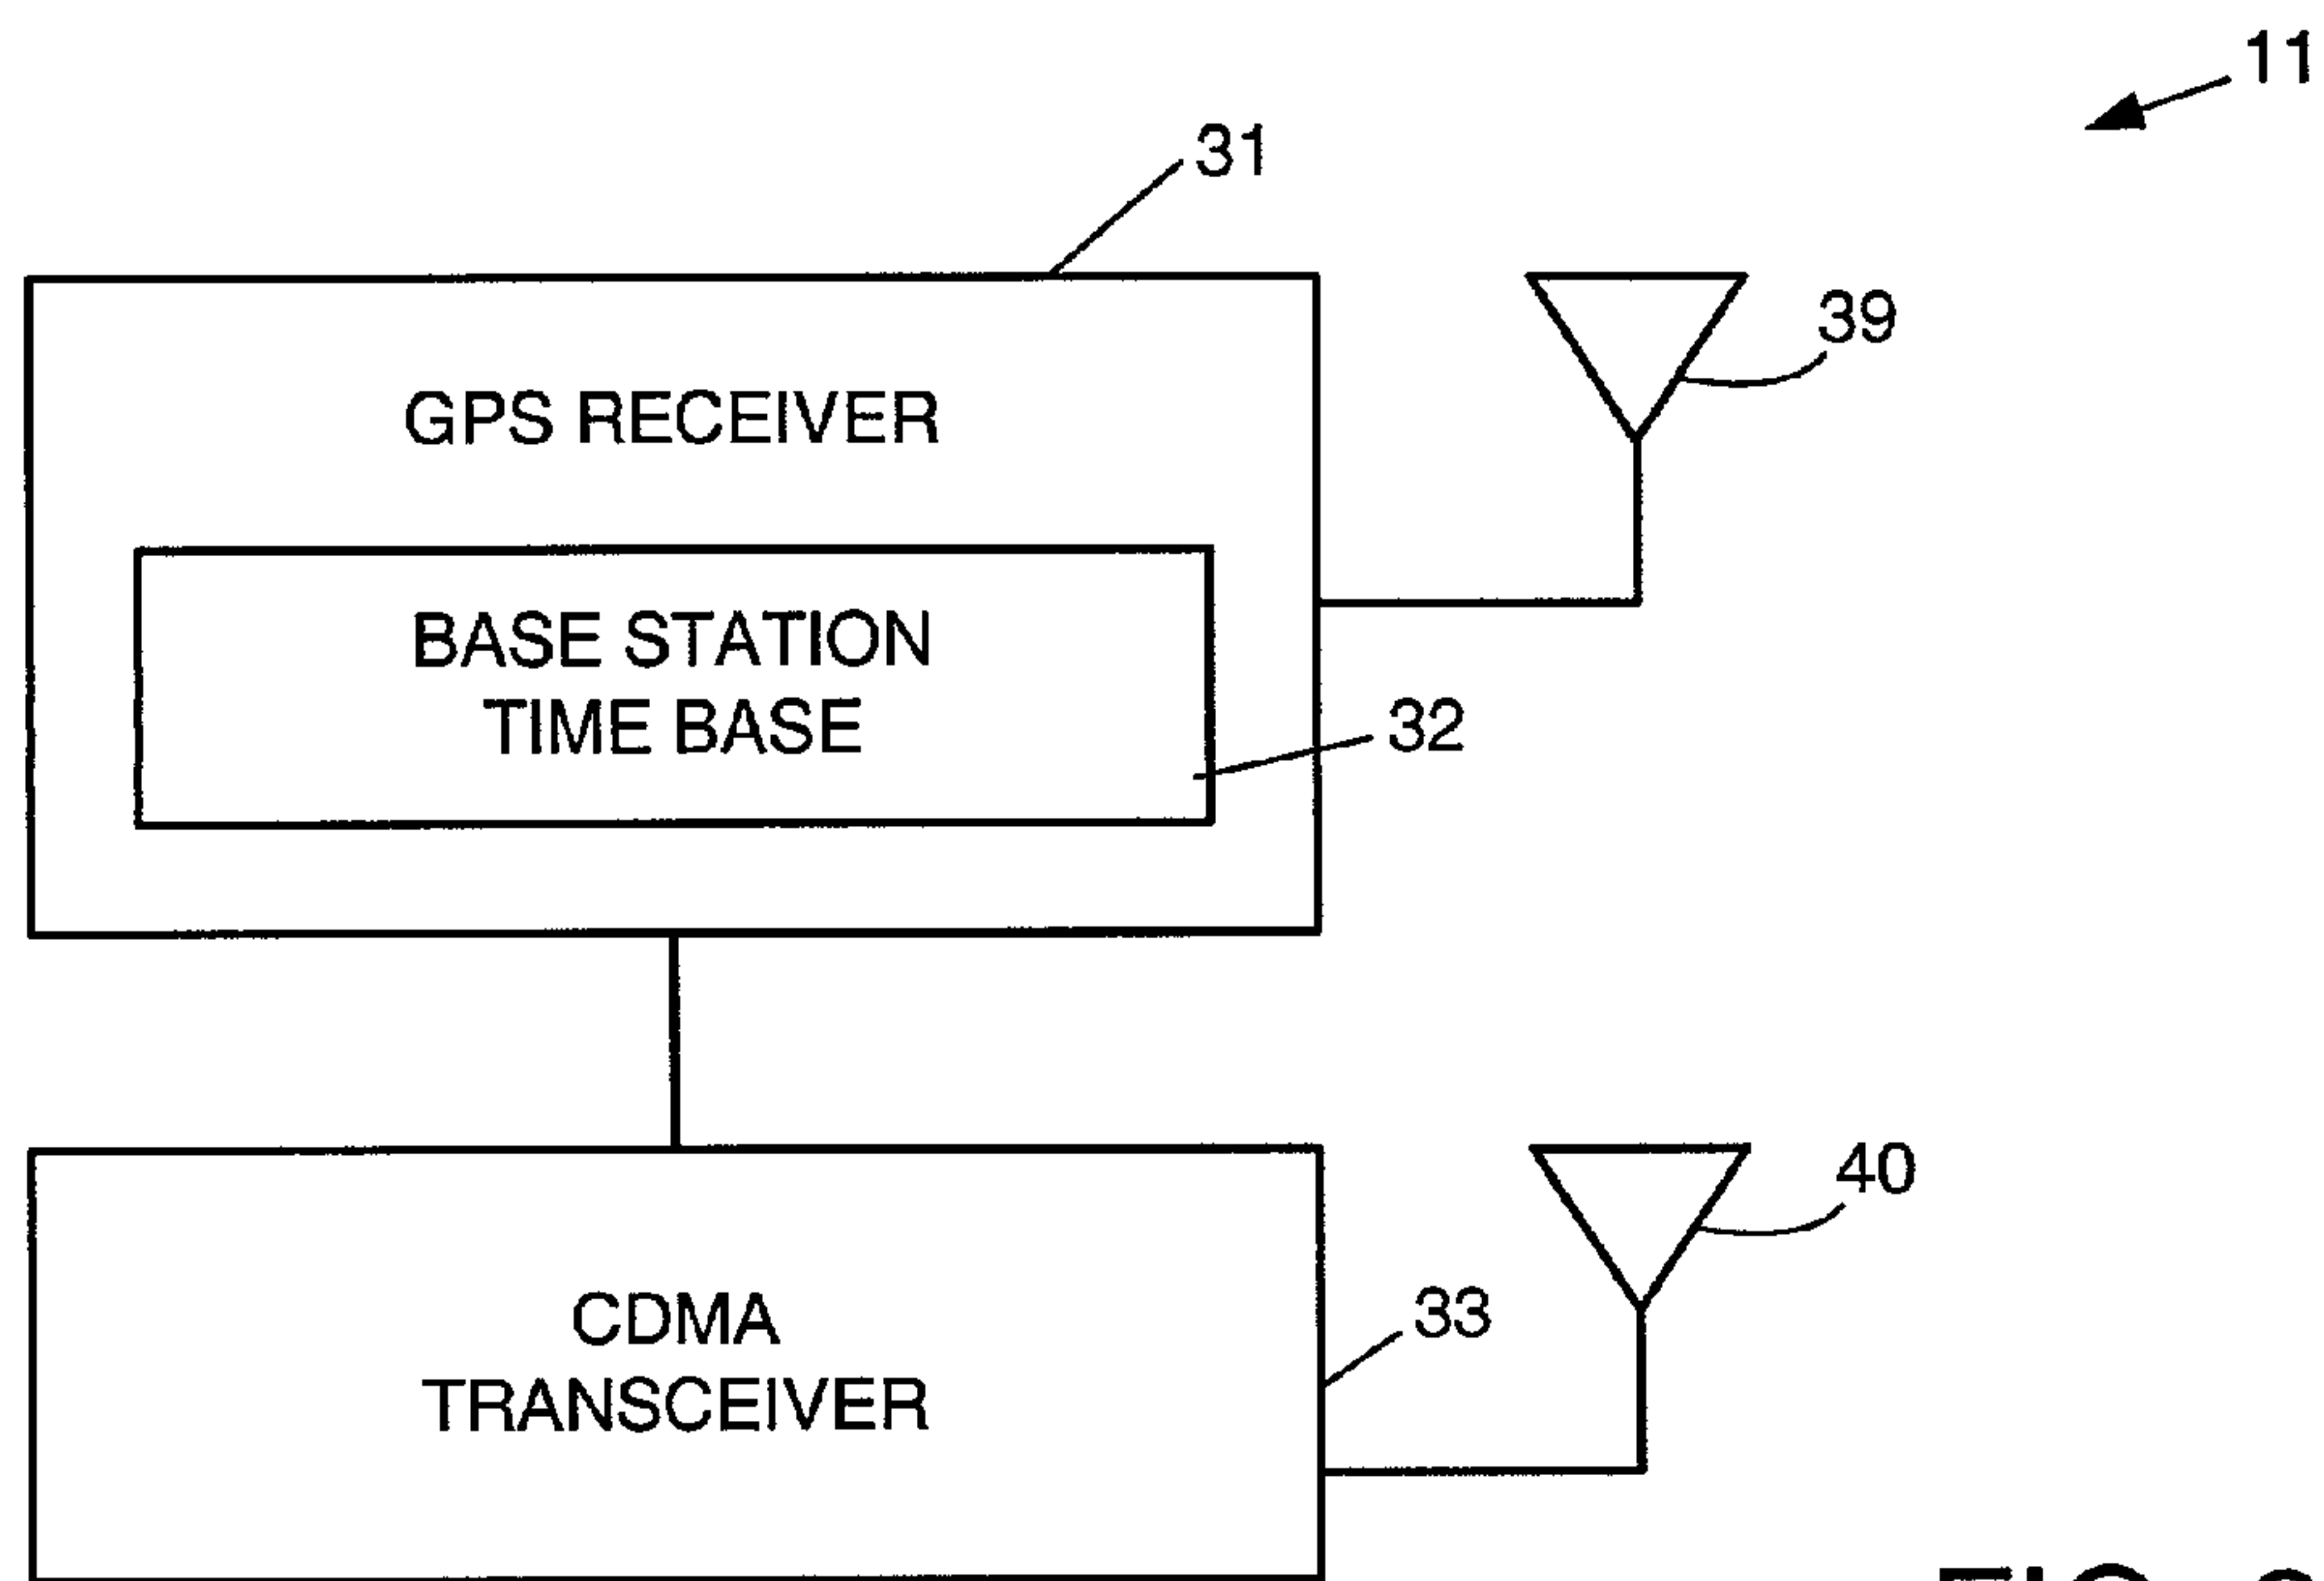 11
31
39
GPS RECEIVER
BASE STATION
TIME BASE
32
40
33
CDMA
TRANSCEIVER